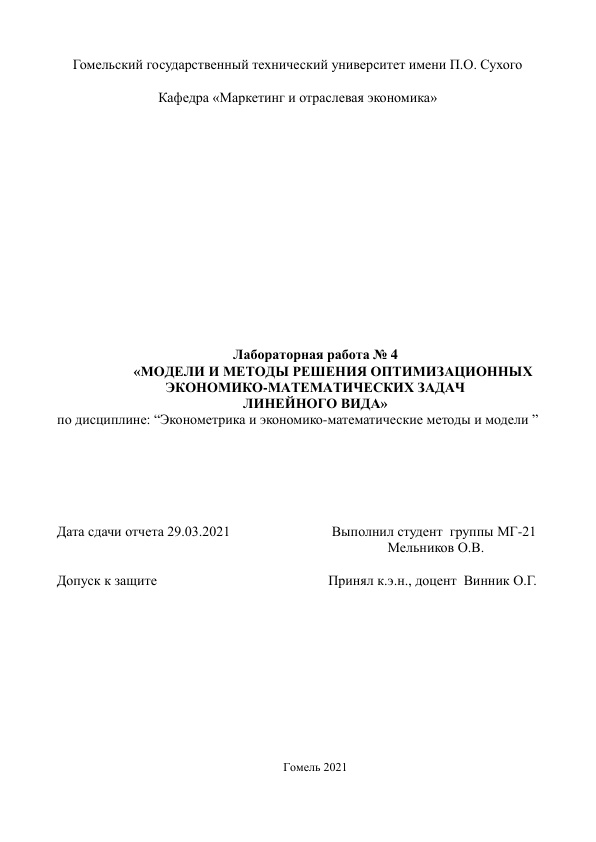 Гомельский государственный технический университет имени П.О. Сухого
Кафедра «Маркетинг и отраслевая экономика»
Лабораторная работа № 4
«МОДЕЛИ И МЕТОДЫ РЕШЕНИЯ ОПТИМИЗАЦИОННЫХ
ЭКОНОМИКО-МАТЕМАТИЧЕСКИХ ЗАДАЧ
ЛИНЕЙНОГО ВИДА»
по дисциплине: “Эконометрика и экономико-математические методы и модели ”
Дата сдачи отчета 29.03.2021 Выполнил студент группы МГ-21
Мельников О.В.
Допуск к защите Принял к.э.н., доцент Винник О.Г.
Гомель 2021